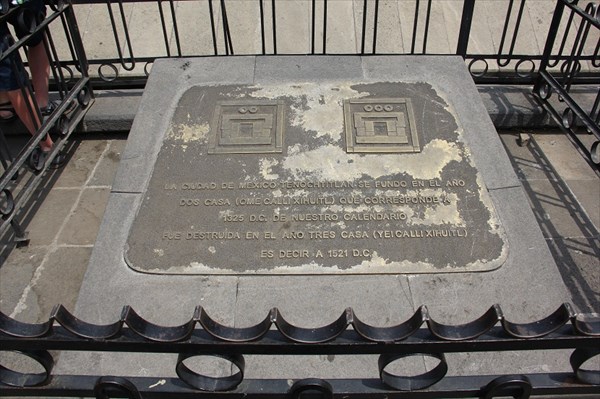 LA CIUDAD DE MEXICO-TENOCHTITLAN SE FUNDO EN EL AÑO
DOS CASA (OME CALLI XIHUITL) QUE CORRESPONDE A
1325 D.C. DE NUESTRO CALENDARIO
FUE DESTRUIDA EN EL AÑO TRES CASA (YEI CALLI XIHUITL)
ES DECIR A 1521 D.C.